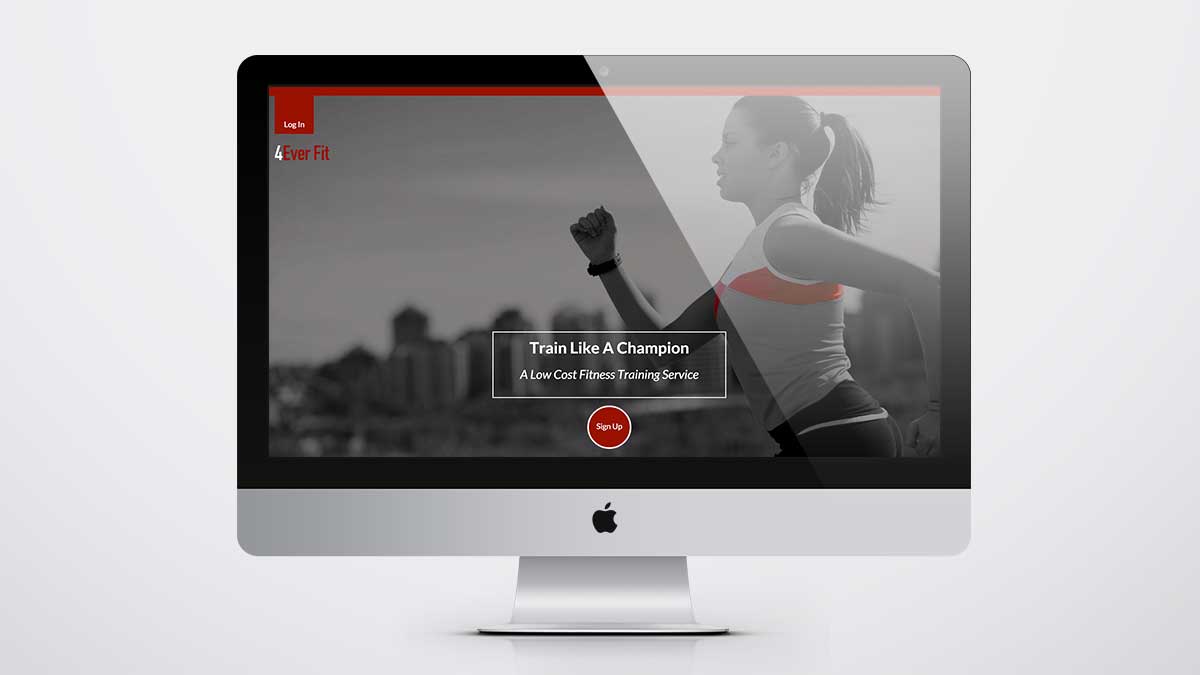 Log In
4Ever Fit
Train Like A Champion
A Low Cost Fitness Training Service
Sign Up